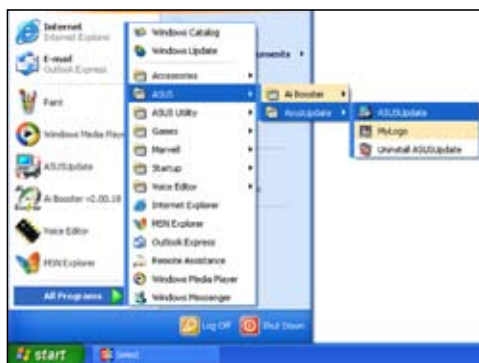 Internet
Internet Explorer
E-mail
Outlook Express
Paint
Windows Media Player
ASUSUpdate
Ai Booster v2.00.18
Voice Editor
MSN Explorer
All Programs
Windows Catalog
Windows Update
Accessories
ASUS
ASUS Utility
Games
Marvell
Startup
Voice Editor
Internet Explorer
MSN Explorer
Outlook Express
Remote Assistance
Windows Media Player
Windows Messenger
Ai Booster
AsusUpdate
ASUSUpdate
MyLogo
Uninstall ASUSUpdate
Log Off
Shut Down
start